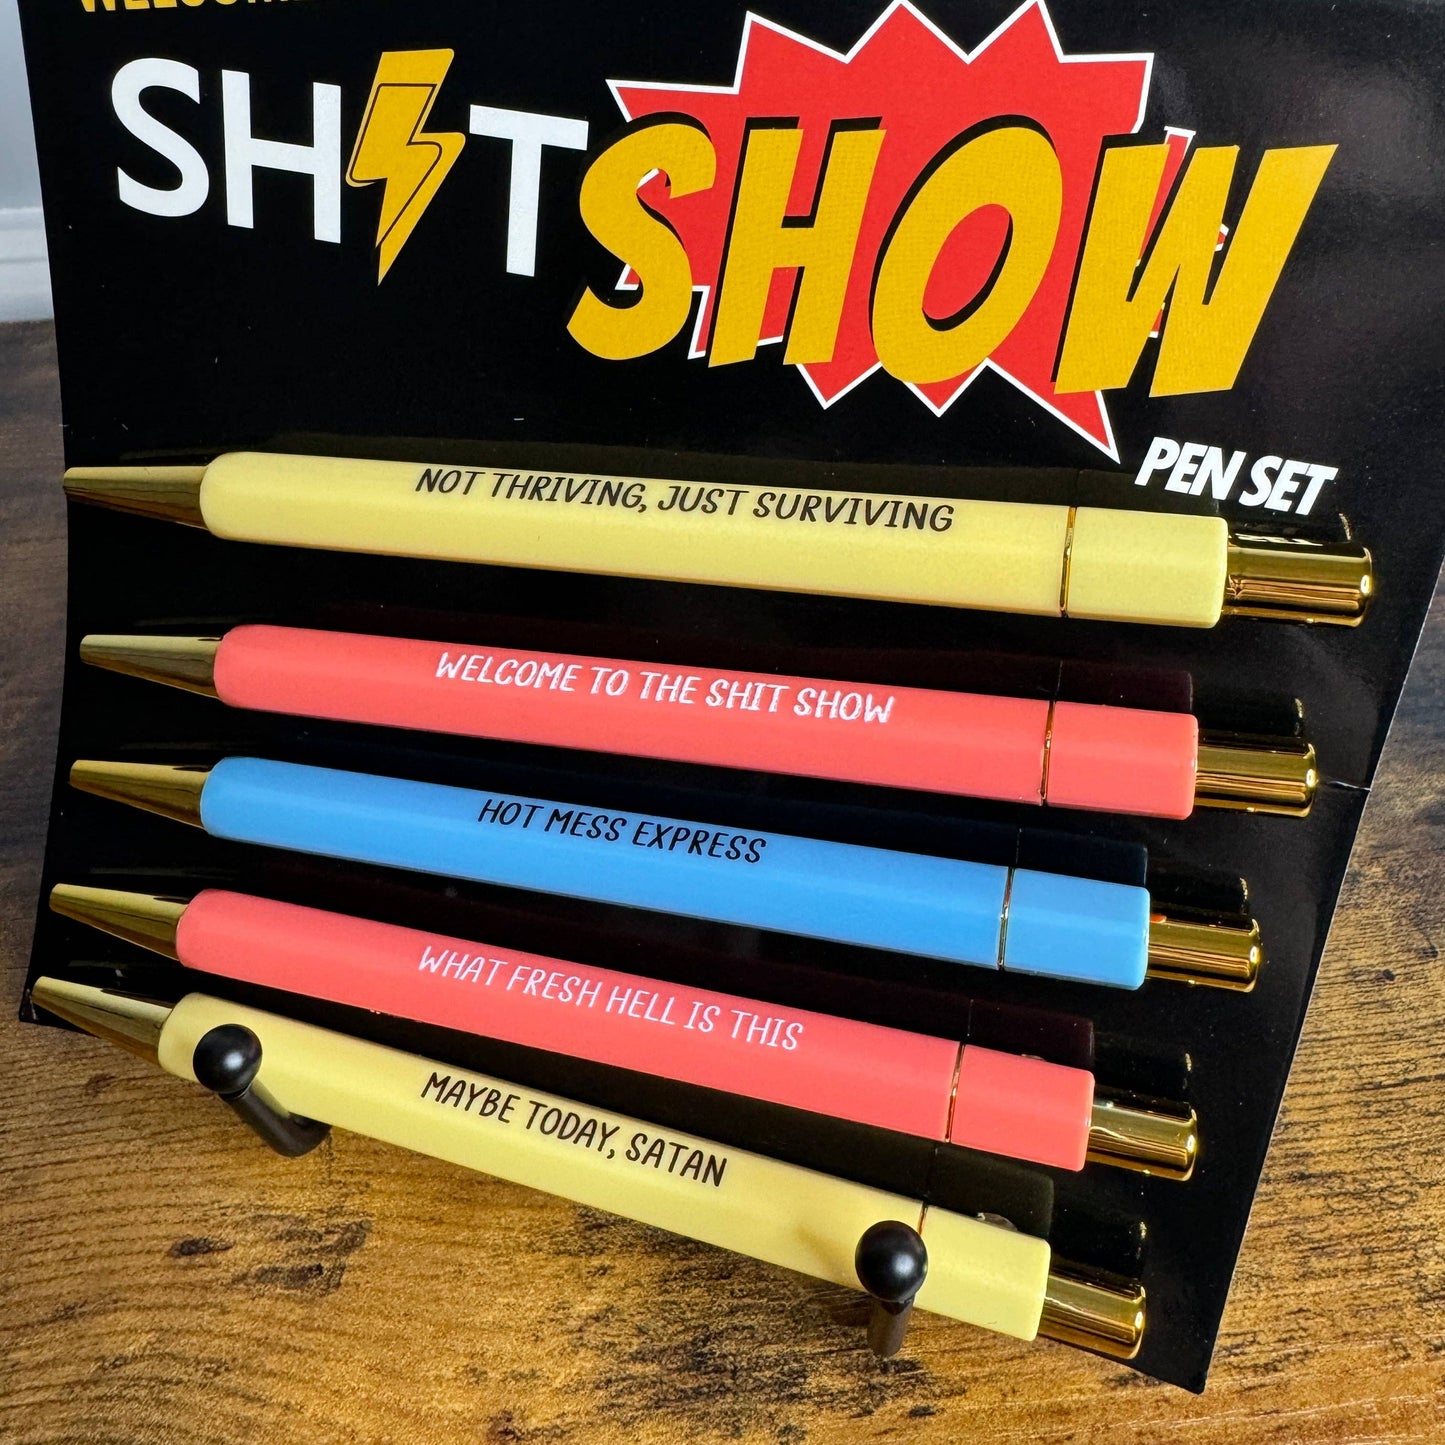 SH⚡T SHOW
PEN SET
NOT THRIVING, JUST SURVIVING
WELCOME TO THE SHIT SHOW
HOT MESS EXPRESS
WHAT FRESH HELL IS THIS
MAYBE TODAY, SATAN